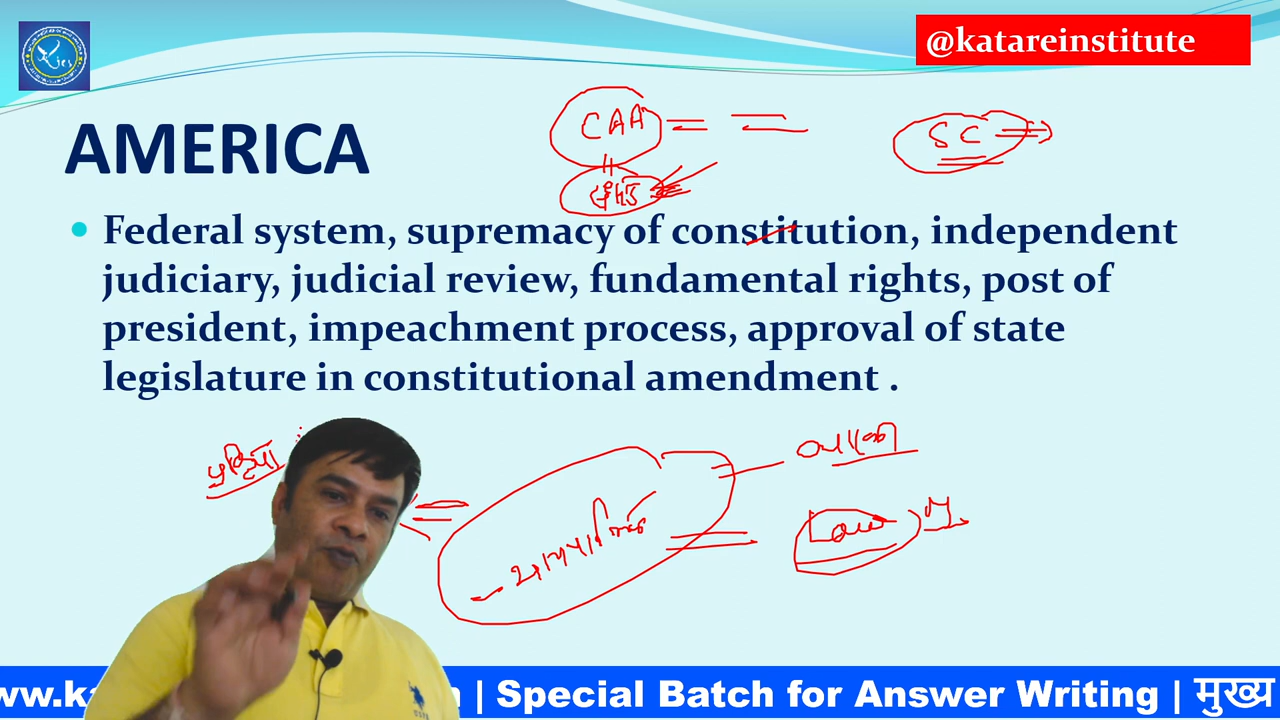 @katareinstitute
CAA
SC
संसद
AMERICA
Federal system, supremacy of constitution, independent
judiciary, judicial review, fundamental rights, post of
president, impeachment process, approval of state
legislature in constitutional amendment .
Law
| Special Batch for Answer Writing | मुख्य